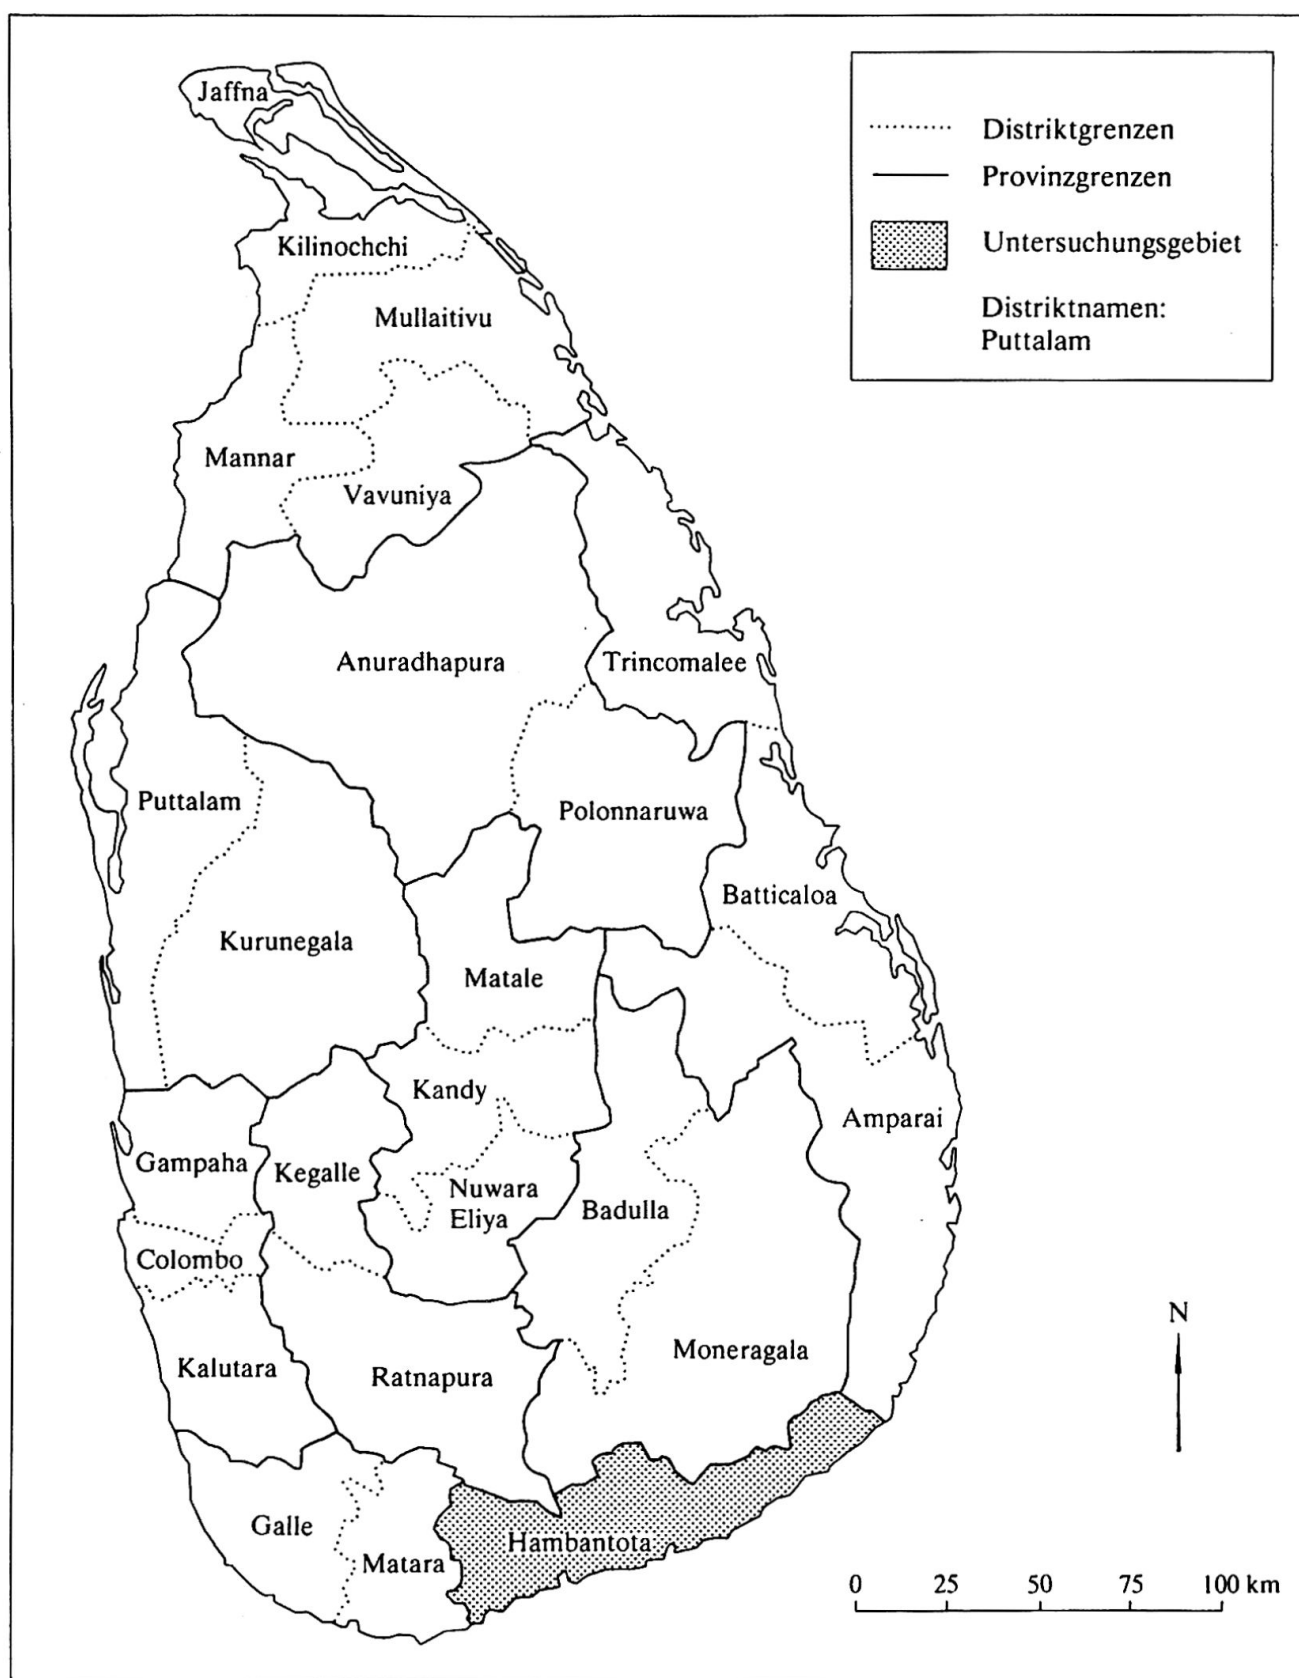 Jaffna
Distriktgrenzen
Provinzgrenzen
Kilinochchi
Untersuchungsgebiet
Mullaitivu
Distriktnamen:
Puttalam
Mannar
Vavuniya
Anuradhapura
Trincomalee
Puttalam
Polonnaruwa
Batticaloa
Kurunegala
Matale
Kandy
Amparai
Gampaha
Kegalle
Nuwara
Eliya
Badulla
Colombo
N
Kalutara
Ratnapura
Moneragala
Galle
Matara
Hambantota
0 25 50 75 100 km